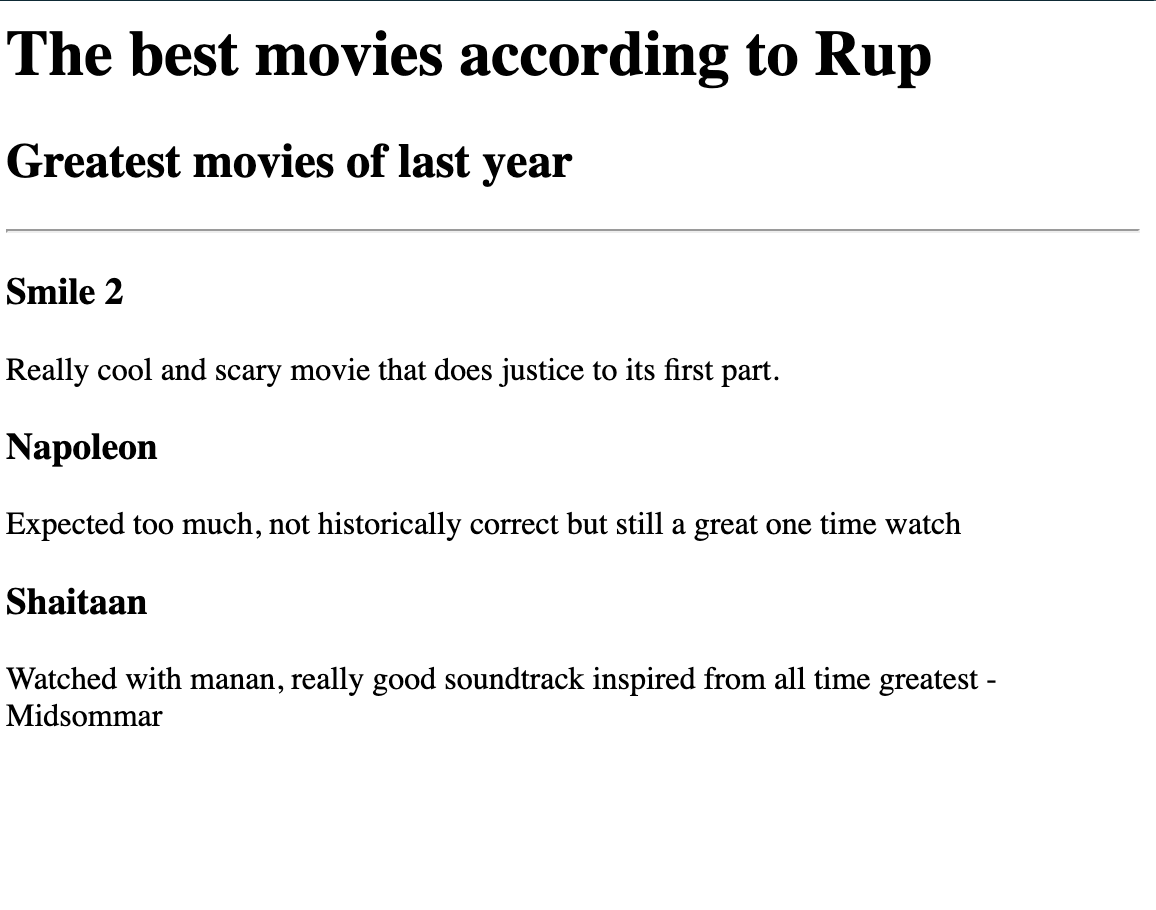 The best movies according to Rup
Greatest movies of last year
Smile 2
Really cool and scary movie that does justice to its first part.
Napoleon
Expected too much, not historically correct but still a great one time watch
Shaitaan
Watched with manan, really good soundtrack inspired from all time greatest -
Midsommar